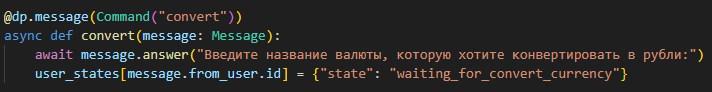 @dp.message(Command("convert"))
async def convert(message: Message):
    await message.answer("Введите название валюты, которую хотите конвертировать в рубли:")
    user_states[message.from_user.id] = {"state": "waiting_for_convert_currency"}